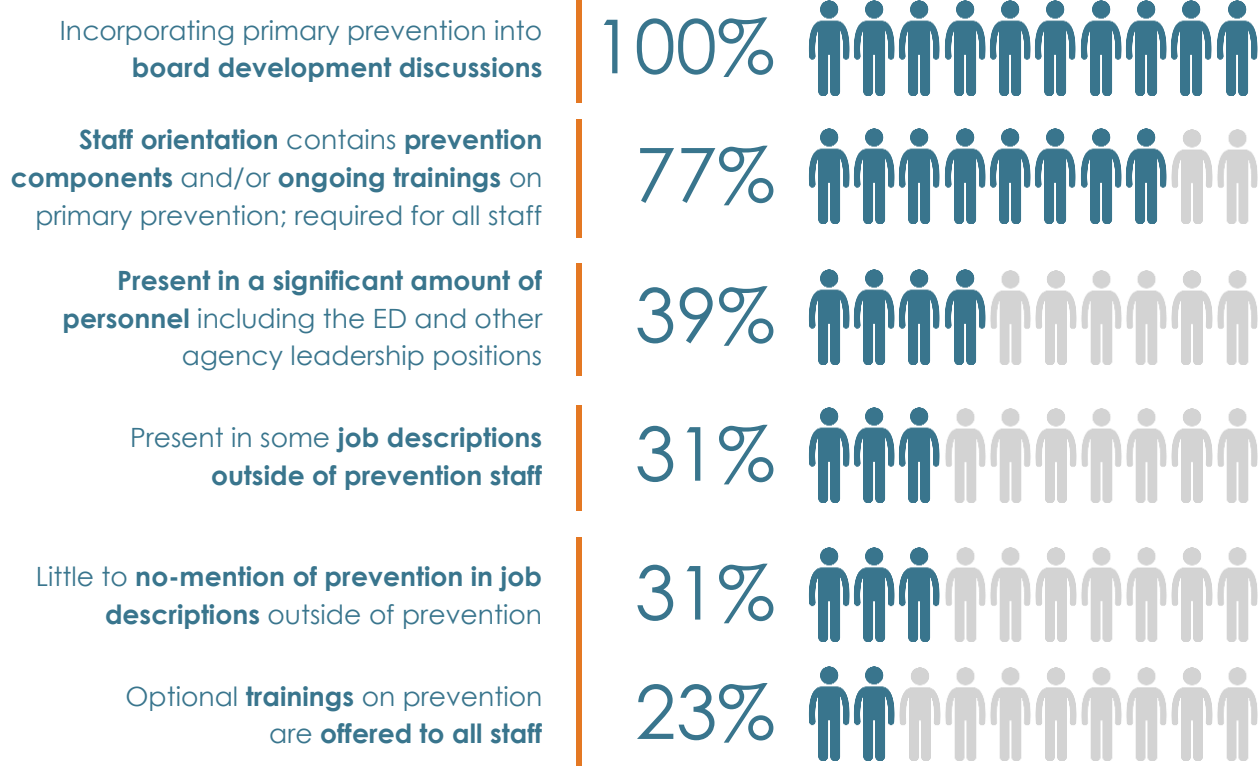 Incorporating primary prevention into
board development discussions
100%
Staff orientation contains prevention
components and/or ongoing trainings on
primary prevention; required for all staff
77%
Present in a significant amount of
personnel including the ED and other
agency leadership positions
39%
Present in some job descriptions
outside of prevention staff
31%
Little to no-mention of prevention in job
descriptions outside of prevention
31%
Optional trainings on prevention
are offered to all staff
23%